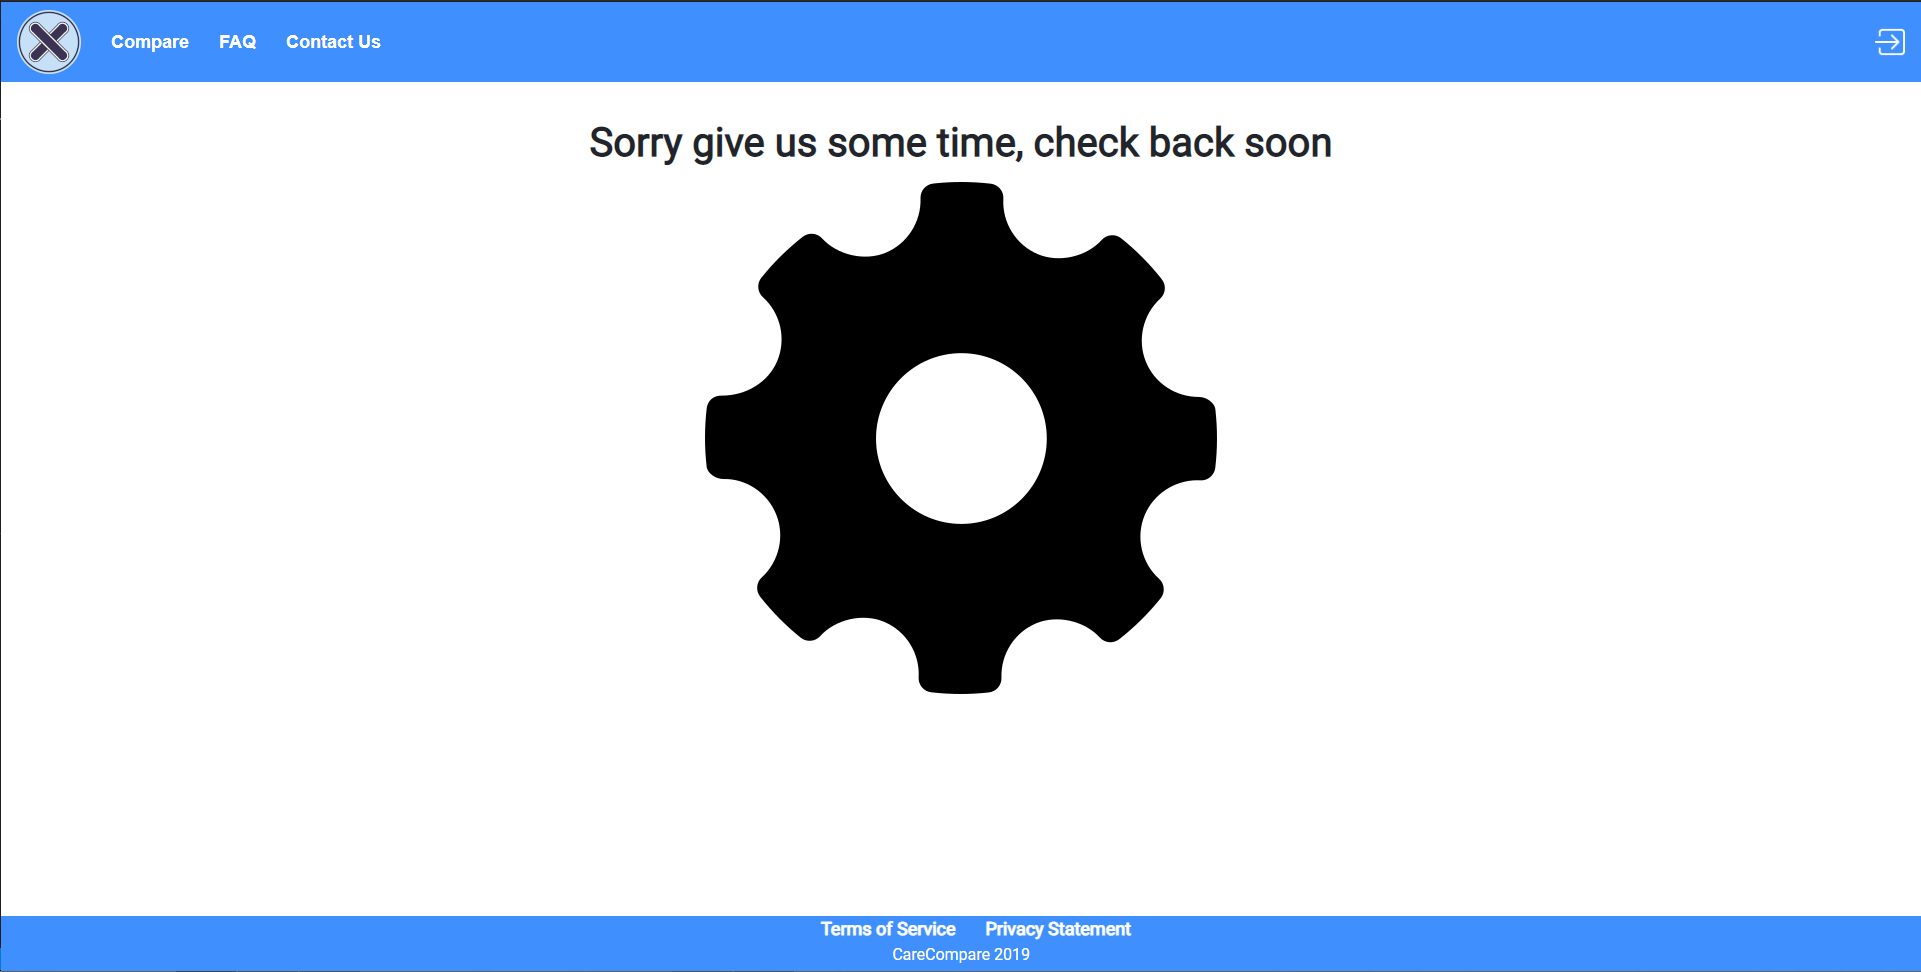 Compare FAQ Contact Us
Sorry give us some time, check back soon
Terms of Service Privacy Statement
CareCompare 2019